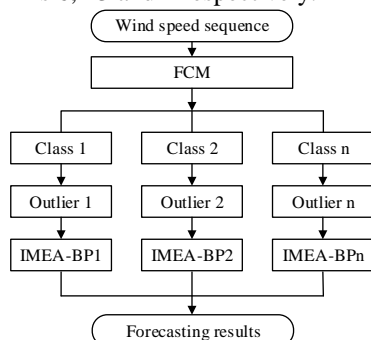 Wind speed sequence
FCM
Class 1 Class 2 Class n
Outlier 1 Outlier 2 Outlier n
IMEA-BP1 IMEA-BP2 IMEA-BPn
Forecasting results